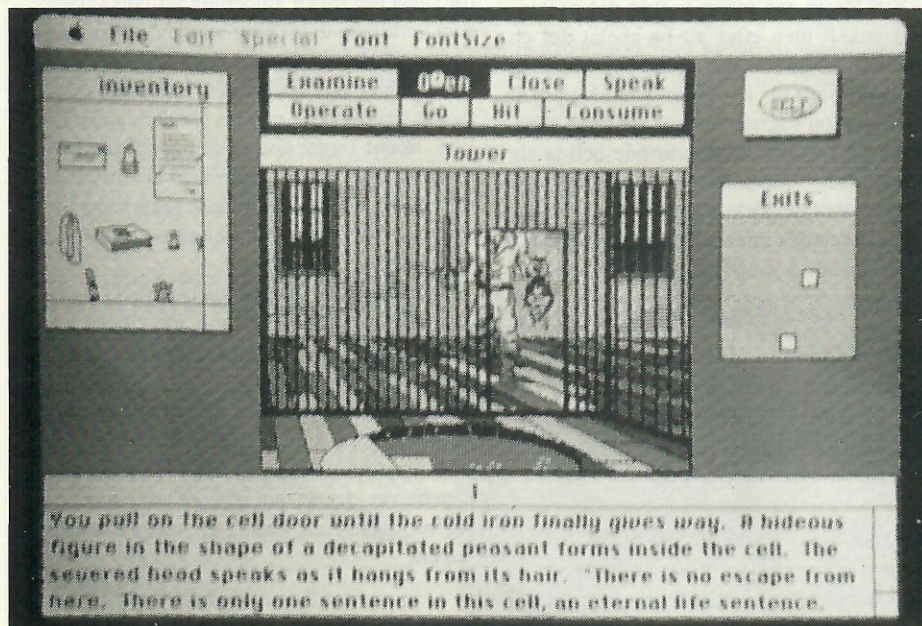 File Edit Special Font FontSize
inventory
Examine Open Close Speak
Operate Go Hit Consume
SELF
Tower
Exits
You pull on the cell door until the cold iron finally gives way. A hideous
figure in the shape of a decapitated peasant forms inside the cell. The
severed head speaks as it hangs from its hair. "There is no escape from
here. There is only one sentence in this cell, an eternal life sentence.